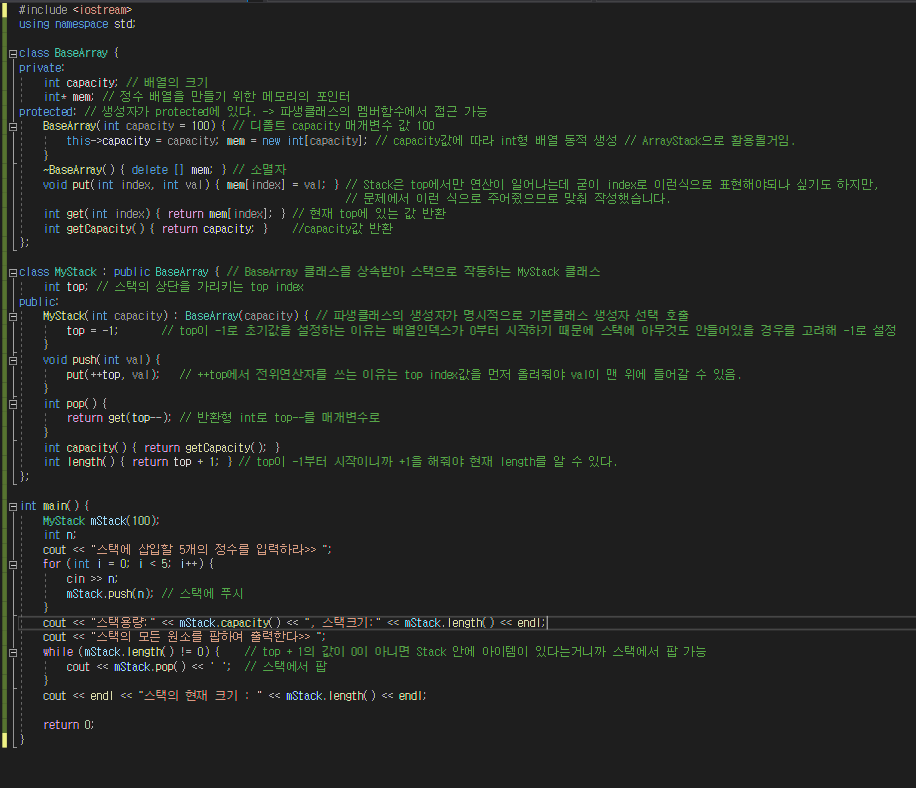 #include <iostream>
using namespace std;
class BaseArray {
private:
int capacity; // 배열의 크기
int* mem; // 정수 배열을 만들기 위한 메모리의 포인터
protected: // 생성자가 protected에 있다. -> 파생클래스의 멤버함수에서 접근 가능
BaseArray(int capacity = 100) { // 디폴트 capacity 매개변수 값 100
this->capacity = capacity; mem = new int[capacity]; // capacity값에 따라 int형 배열 동적 생성 // ArrayStack으로 활용될거임.
}
~BaseArray() { delete [] mem; } // 소멸자
void put(int index, int val) { mem[index] = val; } // Stack은 top에서만 연산이 일어나는데 굳이 index로 이런식으로 표현해야되나 싶기도 하지만,
// 문제에서 이런 식으로 주어줬으므로 맞춰 작성했습니다.
int get(int index) { return mem[index]; } // 현재 top에 있는 값 반환
int getCapacity() { return capacity; } //capacity값 반환
};
class MyStack : public BaseArray { // BaseArray 클래스를 상속받아 스택으로 작동하는 MyStack 클래스
int top; // 스택의 상단을 가리키는 top index
public:
MyStack(int capacity) : BaseArray(capacity) { // 파생클래스의 생성자가 명시적으로 기본클래스 생성자 선택 호출
top = -1; // top이 -1로 초기값을 설정하는 이유는 배열인덱스가 0부터 시작하기 때문에 스택에 아무것도 안들어있을 경우를 고려해 -1로 설정
}
void push(int val) {
put(++top, val); // ++top에서 전위연산자를 쓰는 이유는 top index값을 먼저 올려줘야 val이 맨 위에 들어갈 수 있음.
}
int pop() {
return get(top--); // 반환형 int로 top--를 매개변수로
}
int capacity() { return getCapacity(); }
int length() { return top + 1; } // top이 -1부터 시작이니까 +1을 해줘야 현재 length를 알 수 있다.
};
int main() {
MyStack mStack(100);
int n;
cout << "스택에 삽입할 5개의 정수를 입력하라>> ";
for (int i = 0; i < 5; i++) {
cin >> n;
mStack.push(n); // 스택에 푸시
}
cout << "스택용량:" << mStack.capacity() << ", 스택크기:" << mStack.length() << endl;
cout << "스택의 모든 원소를 팝하여 출력한다>> ";
while (mStack.length() != 0) { // top + 1의 값이 0이 아니면 Stack 안에 아이템이 있다는거니까 스택에서 팝 가능
cout << mStack.pop() << ' '; // 스택에서 팝
}
cout << endl << "스택의 현재 크기 : " << mStack.length() << endl;
return 0;
}